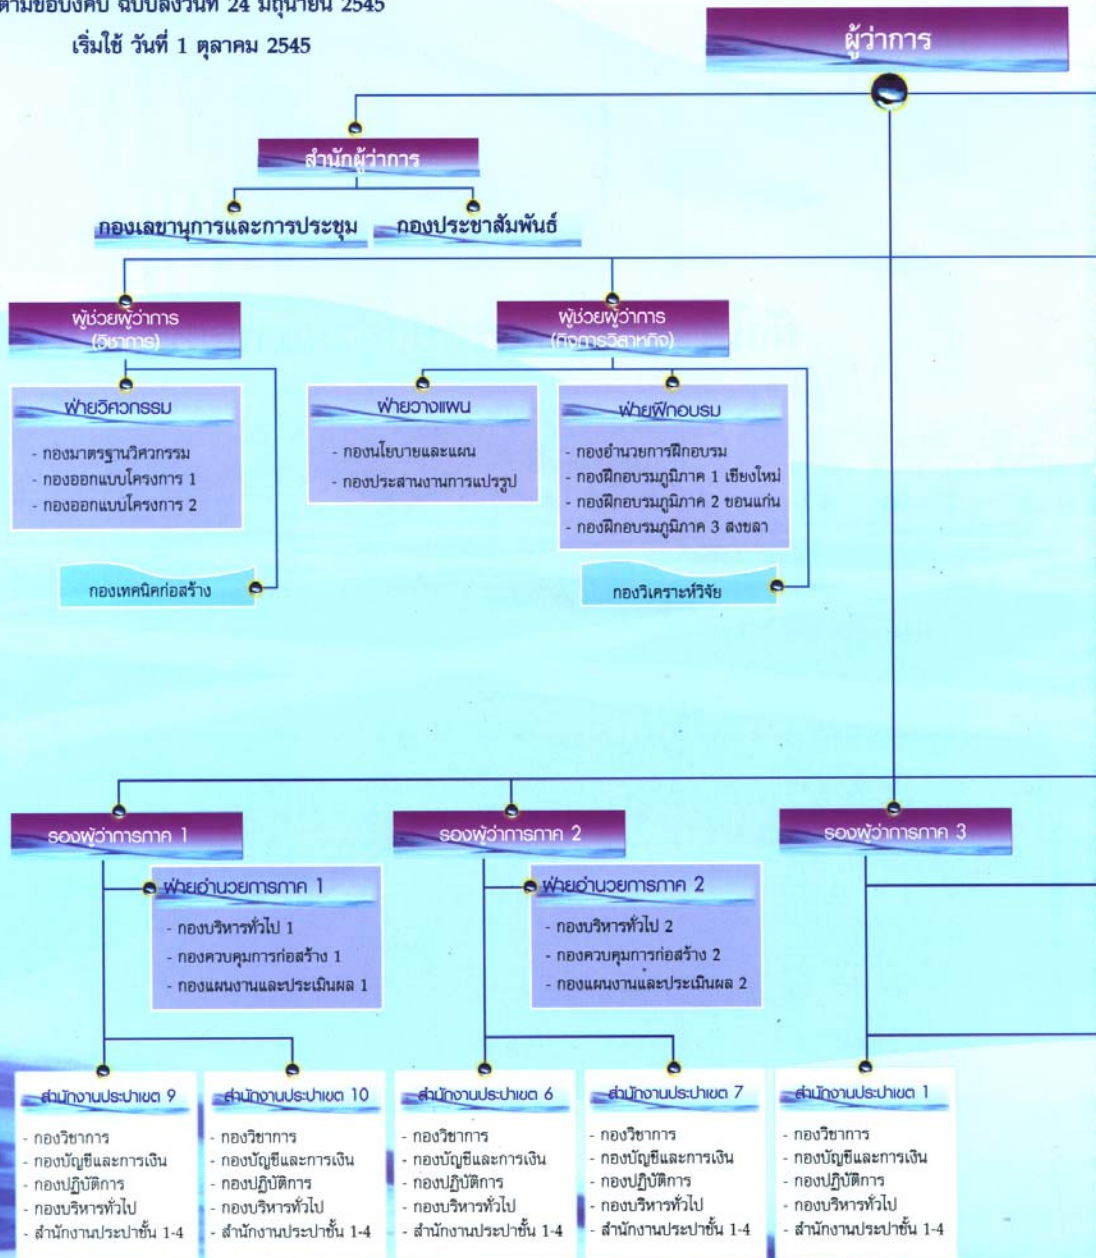 ตามข้อบังคับ ฉบับลงวันที่ 24 มิถุนายน 2545
เริ่มใช้ วันที่ 1 ตุลาคม 2545
ผู้ว่าการ
สำนักผู้ว่าการ
กองเลขานุการและการประชุม
กองประชาสัมพันธ์
ผู้ช่วยผู้ว่าการ
(วิชาการ)
ผู้ช่วยผู้ว่าการ
(กิจการวิสาหกิจ)
ฝ่ายวิศวกรรม
- กองมาตรฐานวิศวกรรม
- กองออกแบบโครงการ 1
- กองออกแบบโครงการ 2
ฝ่ายวางแผน
- กองนโยบายและแผน
- กองประสานงานการแปรรูป
ฝ่ายฝึกอบรม
- กองอำนวยการฝึกอบรม
- กองฝึกอบรมภูมิภาค 1 เชียงใหม่
- กองฝึกอบรมภูมิภาค 2 ขอนแก่น
- กองฝึกอบรมภูมิภาค 3 สงขลา
กองเทคนิคก่อสร้าง
กองวิเคราะห์วิจัย
รองผู้ว่าการภาค 1
รองผู้ว่าการภาค 2
รองผู้ว่าการภาค 3
ฝ่ายอำนวยการภาค 1
- กองบริหารทั่วไป 1
- กองควบคุมการก่อสร้าง 1
- กองแผนงานและประเมินผล 1
ฝ่ายอำนวยการภาค 2
- กองบริหารทั่วไป 2
- กองควบคุมการก่อสร้าง 2
- กองแผนงานและประเมินผล 2
สำนักงานประปาเขต 9
- กองวิชาการ
- กองบัญชีและการเงิน
- กองปฏิบัติการ
- กองบริหารทั่วไป
- สำนักงานประปาชั้น 1-4
สำนักงานประปาเขต 10
- กองวิชาการ
- กองบัญชีและการเงิน
- กองปฏิบัติการ
- กองบริหารทั่วไป
- สำนักงานประปาชั้น 1-4
สำนักงานประปาเขต 6
- กองวิชาการ
- กองบัญชีและการเงิน
- กองปฏิบัติการ
- กองบริหารทั่วไป
- สำนักงานประปาชั้น 1-4
สำนักงานประปาเขต 7
- กองวิชาการ
- กองบัญชีและการเงิน
- กองปฏิบัติการ
- กองบริหารทั่วไป
- สำนักงานประปาชั้น 1-4
สำนักงานประปาเขต 1
- กองวิชาการ
- กองบัญชีและการเงิน
- กองปฏิบัติการ
- กองบริหารทั่วไป
- สำนักงานประปาชั้น 1-4